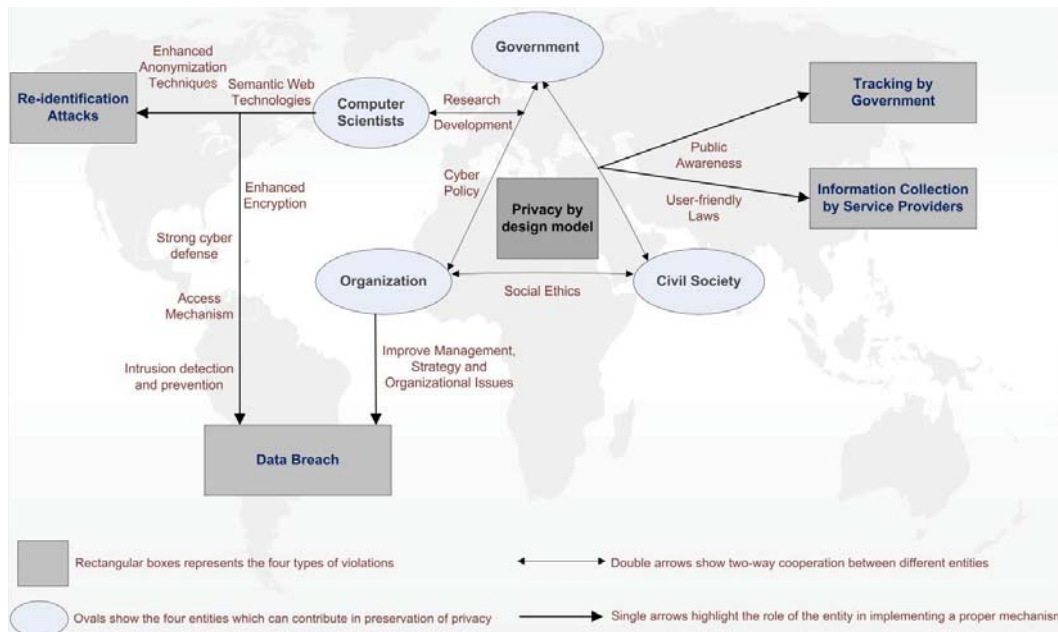 Government
Enhanced
Anonymization
Techniques
Semantic Web
Technologies
Re-identification
Attacks
Computer
Scientists
Research
Development
Tracking by
Government
Public
Awareness
Cyber
Policy
Enhanced
Encryption
Privacy by
design model
User-friendly
Laws
Information Collection
by Service Providers
Strong cyber
defense
Organization
Social Ethics
Civil Society
Access
Mechanism
Intrusion detection
and prevention
Improve Management,
Strategy and
Organizational Issues
Data Breach
Rectangular boxes represents the four types of violations
Double arrows show two-way cooperation between different entities
Ovals show the four entities which can contribute in preservation of privacy
Single arrows highlight the role of the entity in implementing a proper mechanism